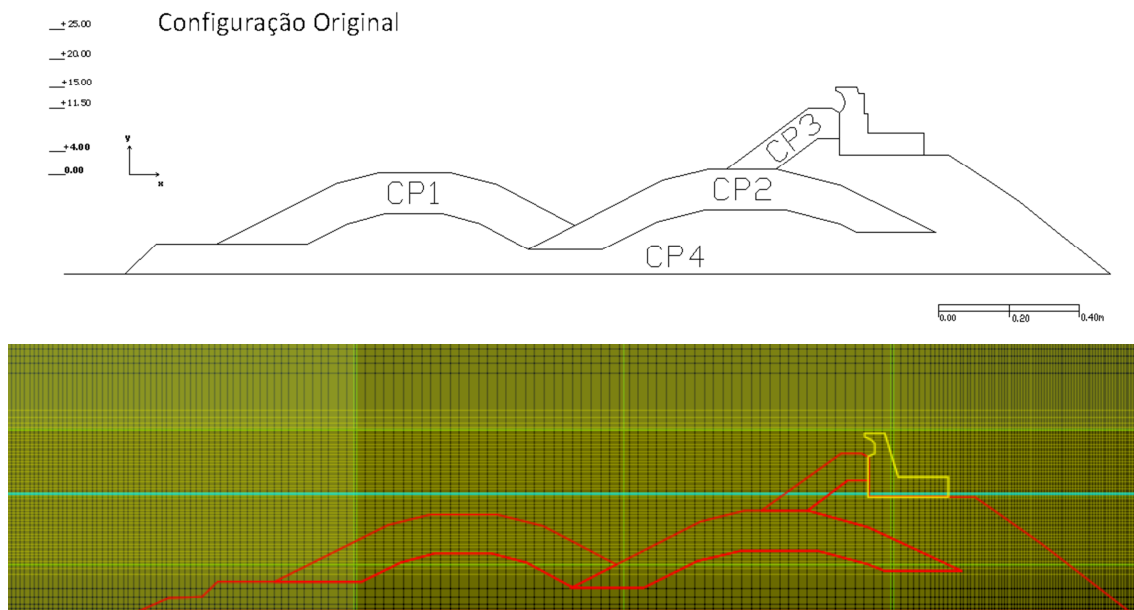 Configuração Original
+25.00
+20.00
+15.00
+11.50
+4.00
0.00
y
x
CP1
CP2
CP3
CP4
0.00 0.20 0.40m